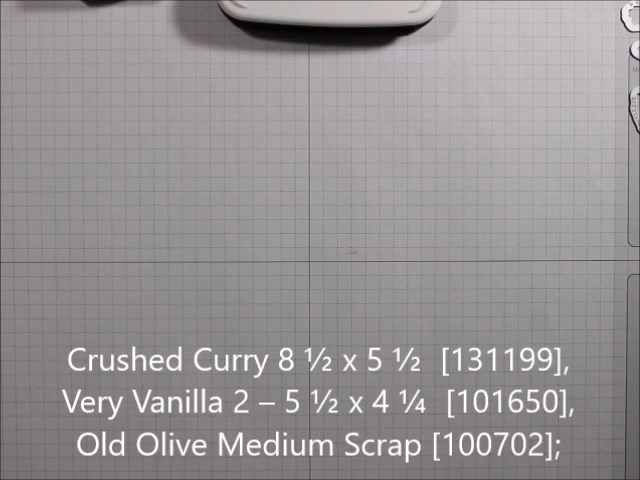 Crushed Curry 8 ½ x 5 ½ [131199],
Very Vanilla 2 – 5 ½ x 4 ¼ [101650],
Old Olive Medium Scrap [100702];